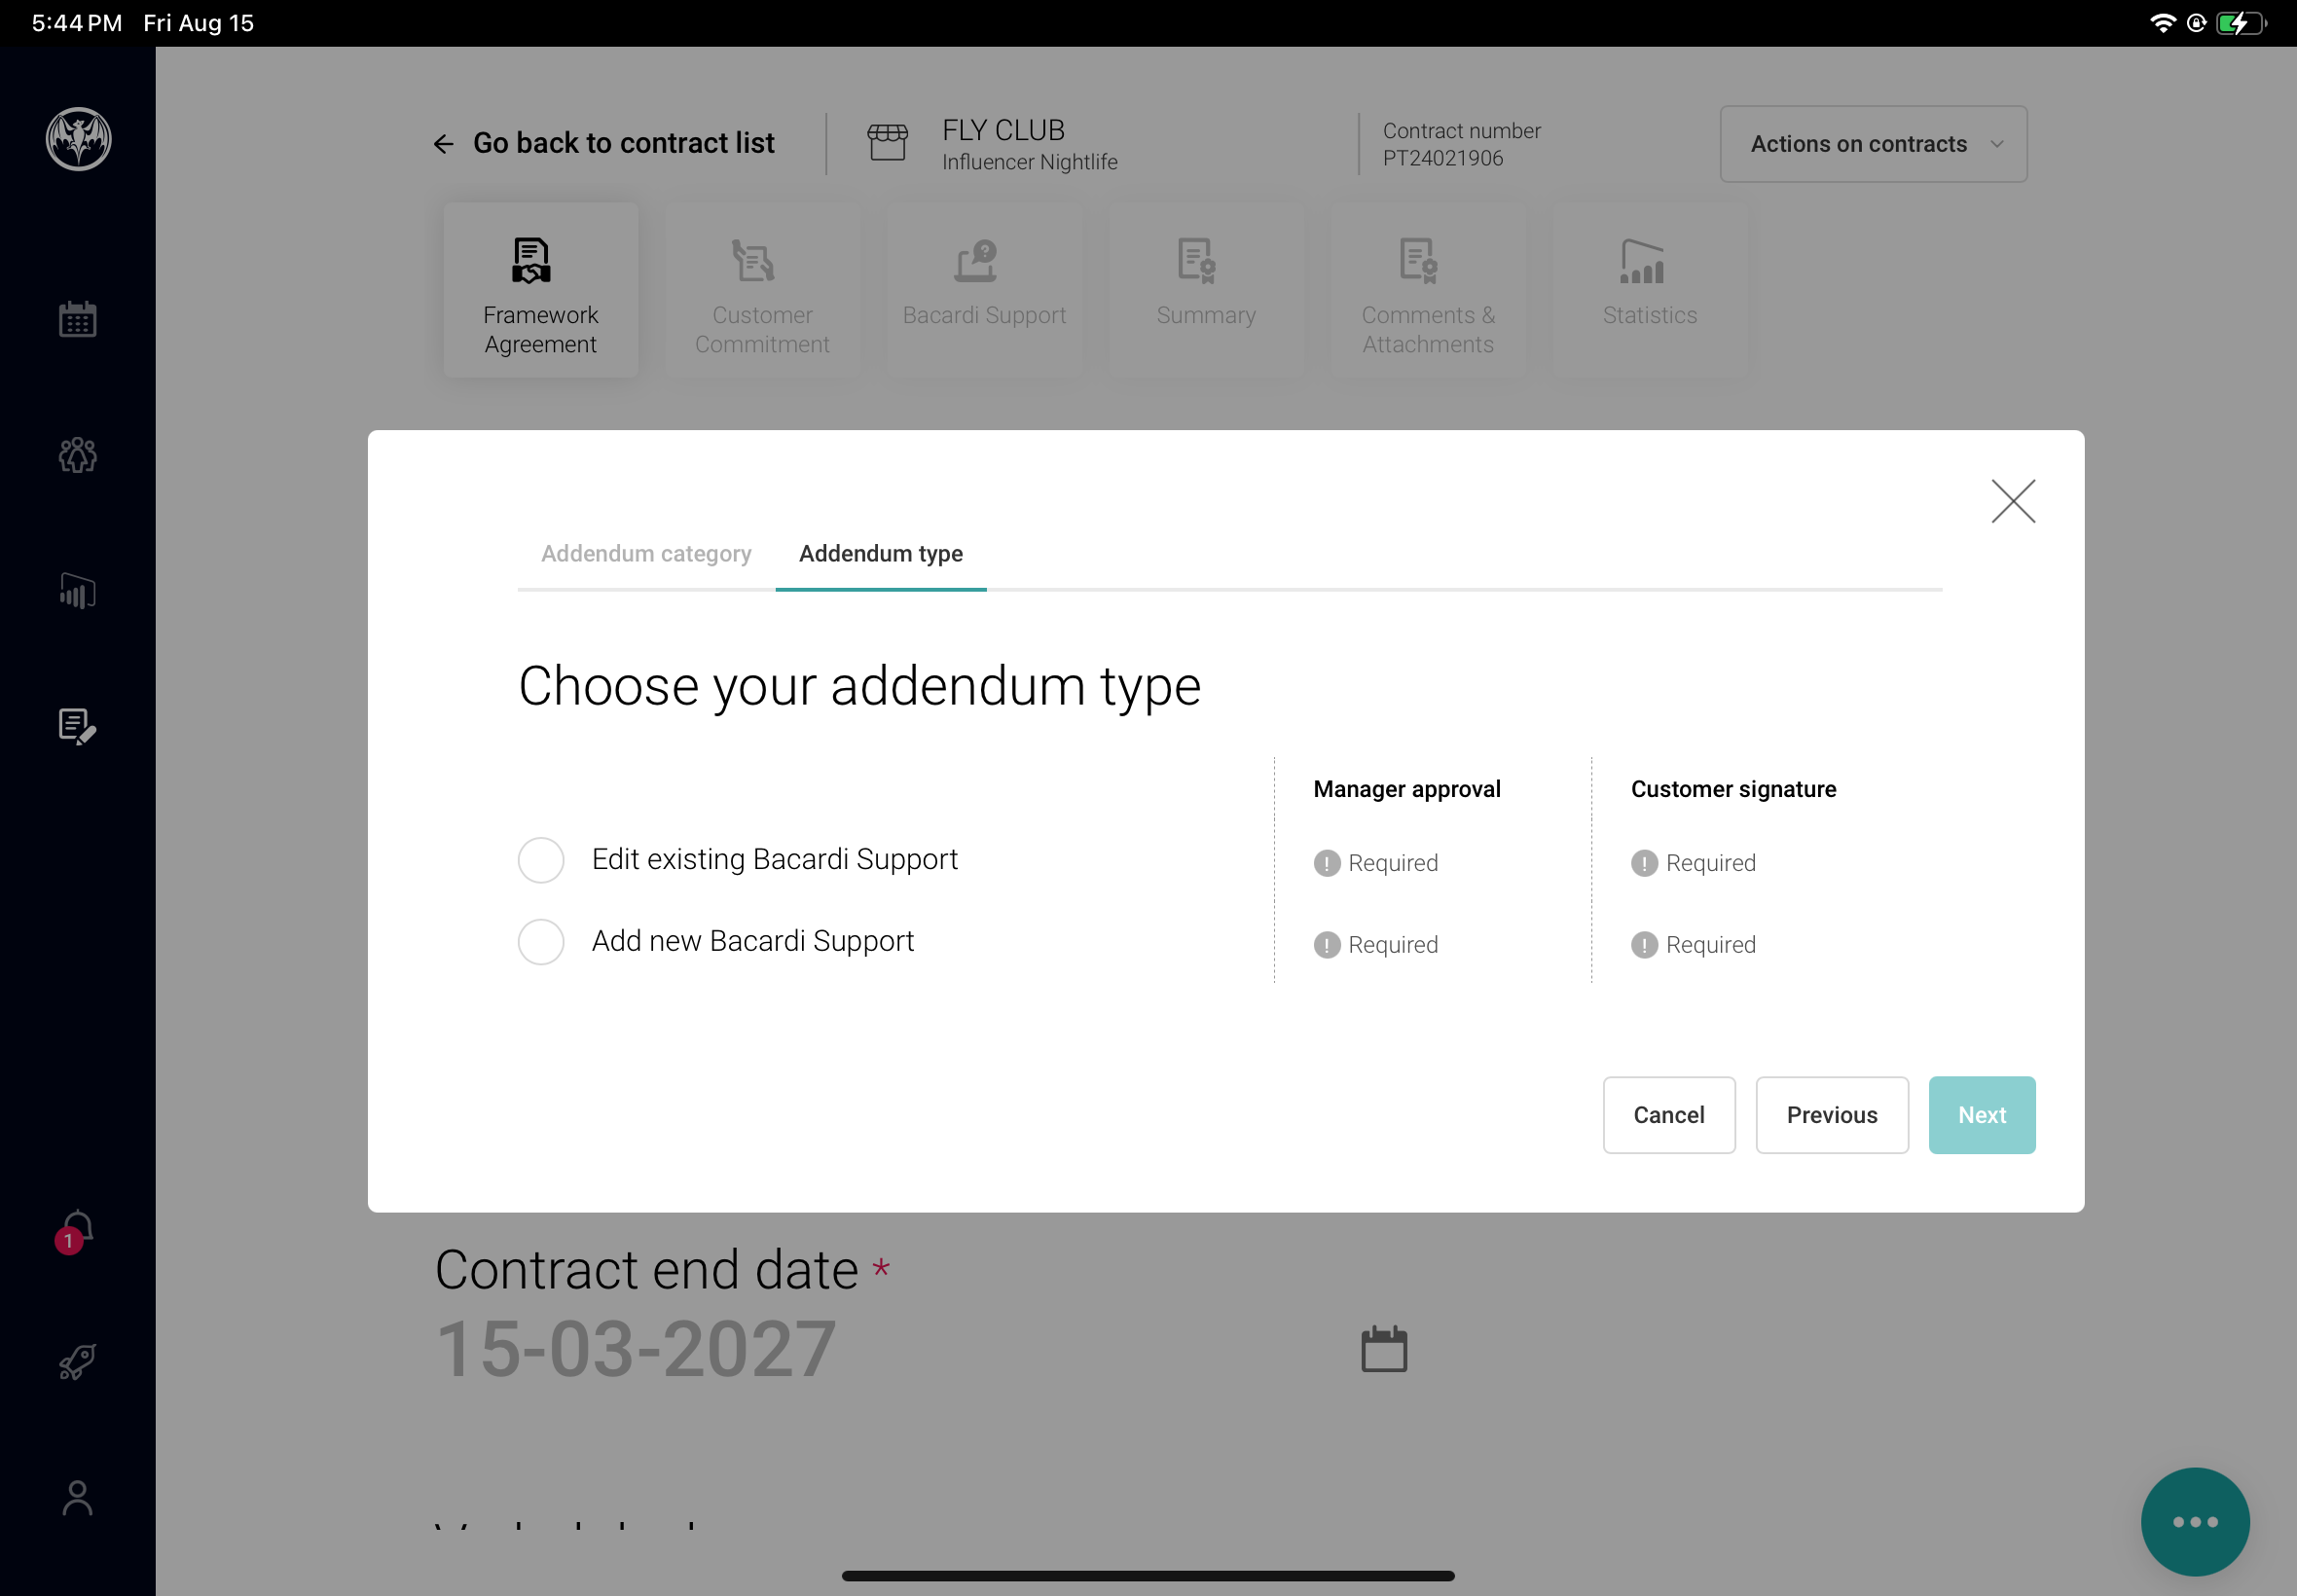 5:44 PM Fri Aug 15
Go back to contract list
FLY CLUB
Influencer Nightlife
Contract number
PT24021906
Actions on contracts
Framework
Agreement
Customer
Commitment
Bacardi Support
Summary
Comments &
Attachments
Statistics
Addendum category
Addendum type
Choose your addendum type
Manager approval
Customer signature
Edit existing Bacardi Support
Required
Required
Add new Bacardi Support
Required
Required
Cancel
Previous
Next
1
Contract end date *
15-03-2027